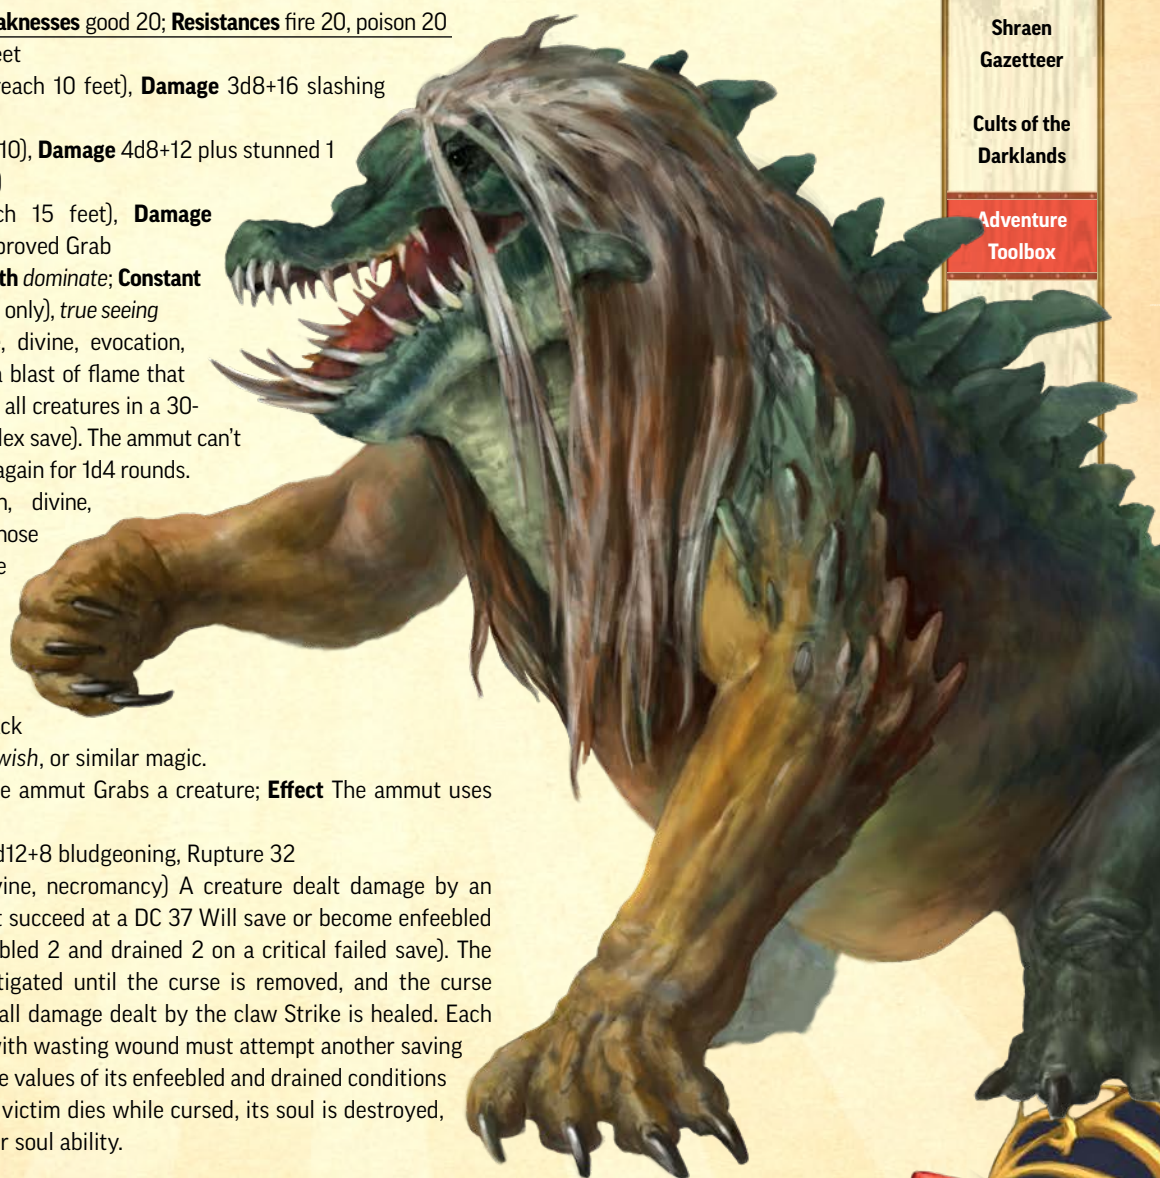 aknesses good 20; Resistances fire 20, poison 20
eet
reach 10 feet), Damage 3d8+16 slashing
10), Damage 4d8+12 plus stunned 1
)
ch 15 feet), Damage
proved Grab
th dominate; Constant
only), true seeing
, divine, evocation,
a blast of flame that
all creatures in a 30-
lex save). The ammut can't
again for 1d4 rounds.
n, divine,
hose
e
ck
wish, or similar magic.
e ammut Grabs a creature; Effect The ammut uses
d12+8 bludgeoning, Rupture 32
vine, necromancy) A creature dealt damage by an
t succeed at a DC 37 Will save or become enfeebled
bled 2 and drained 2 on a critical failed save). The
tigated until the curse is removed, and the curse
all damage dealt by the claw Strike is healed. Each
with wasting wound must attempt another saving
e values of its enfeebled and drained conditions
victim dies while cursed, its soul is destroyed,
r soul ability.
Shraen
Gazetteer
Cults of the
Darklands
Adventure
Toolbox